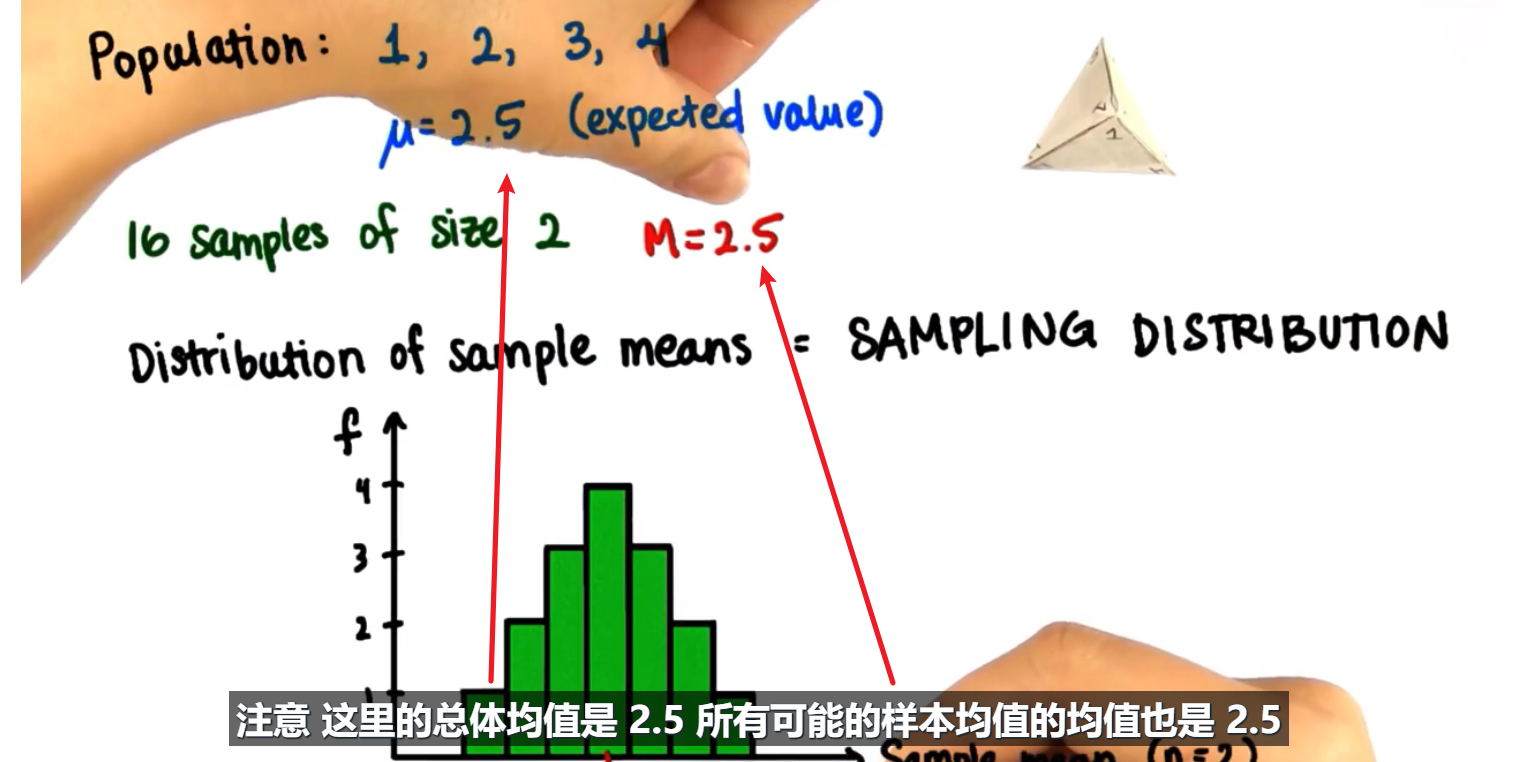 Population: 1, 2, 3, 4
μ=2.5 (expected value)
2
1
16 samples of size 2 M=2.5
Distribution of sample means = SAMPLING DISTRIBUTION
f
4
3
2
1
注意 这里的总体均值是 2.5 所有可能的样本均值的均值也是 2.5
Sample mean (n=2)